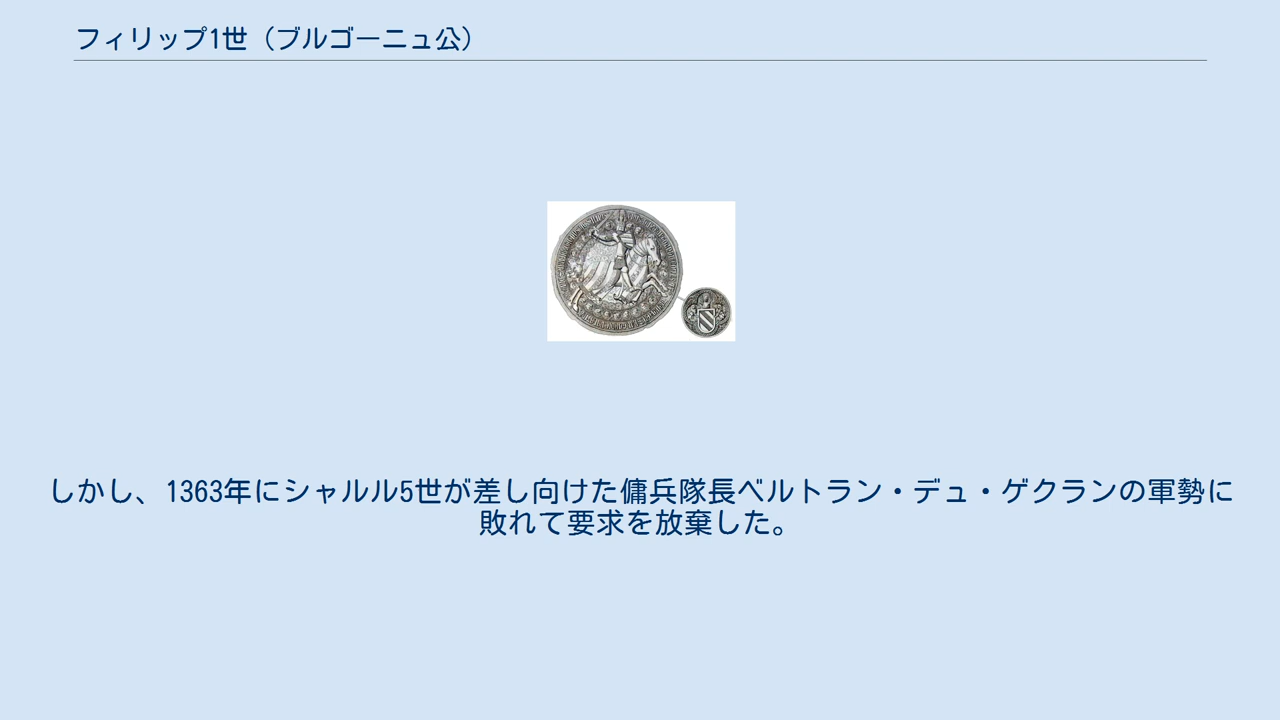 フィリップ1世（ブルゴーニュ公）
しかし、1363年にシャルル5世が差し向けた傭兵隊長ベルトラン・デュ・ゲクランの軍勢に
敗れて要求を放棄した。